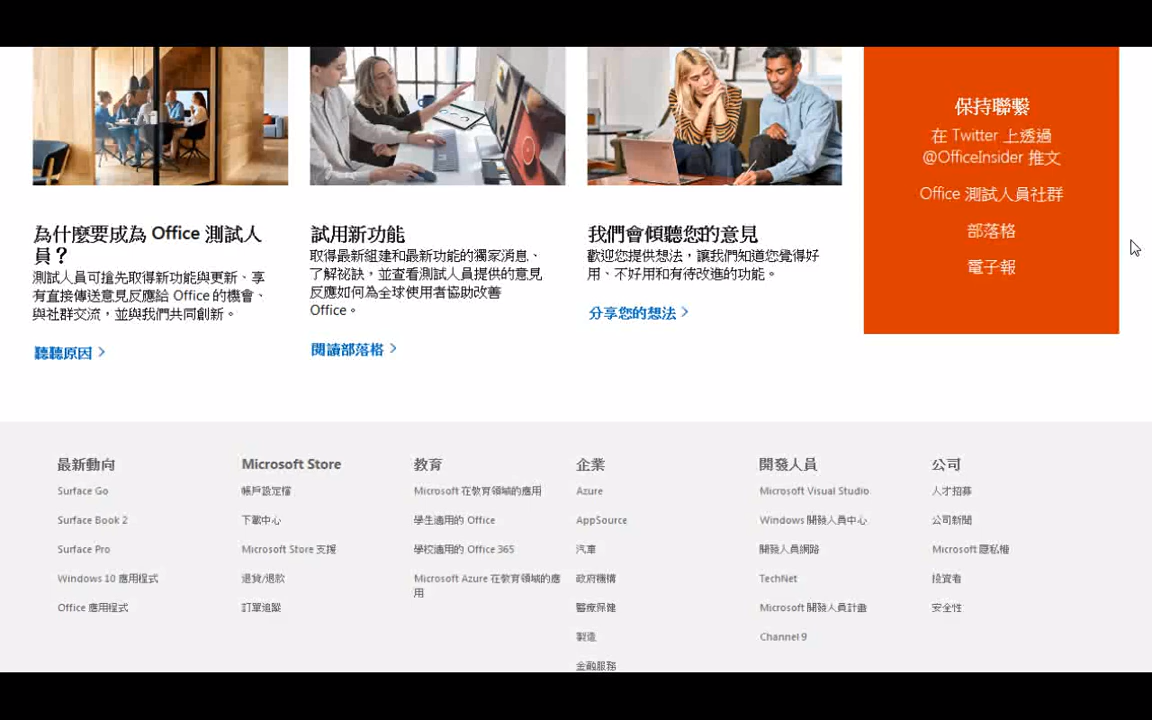 為什麼要成為 Office 測試人
員？
測試人員可搶先取得新功能與更新、享
有直接傳送意見反應給 Office 的機會、
與社群交流，並與我們共同創新。
聽聽原因
試用新功能
取得最新組建和最新功能的獨家消息、
了解祕訣，並查看測試人員提供的意見
反應如何為全球使用者協助改善
Office。
閱讀部落格
我們會傾聽您的意見
歡迎您提供想法，讓我們知道您覺得好
用、不好用和有待改進的功能。
分享您的想法
保持聯繫
在 Twitter 上透過
@OfficeInsider 推文
Office 測試人員社群
部落格
電子報
最新動向
Surface Go
Surface Book 2
Surface Pro
Windows 10 應用程式
Office 應用程式
Microsoft Store
帳戶設定檔
下載中心
Microsoft Store 支援
退貨/退款
訂單追蹤
教育
Microsoft 在教育領域的應用
學生適用的 Office
學校適用的 Office 365
Microsoft Azure 在教育領域的應
用
企業
Azure
AppSource
汽車
政府機構
醫療保健
製造
金融服務
開發人員
Microsoft Visual Studio
Windows 開發人員中心
開發人員網路
TechNet
Microsoft 開發人員計畫
Channel 9
公司
人才招募
公司新聞
Microsoft 隱私權
投資者
安全性